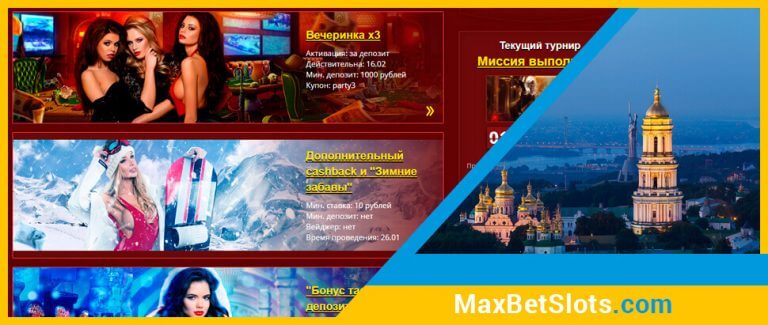 Вечеринка x3
Активация: за депозит
Действительна: 16.02
Мин. депозит: 1000 рублей
Купон: party3
»
Дополнительный
cashback и "Зимние
забавы"
Мин. ставка: 10 рублей
Мин. депозит: нет
Вейджер: нет
Время проведения: 26.01
"Бонус
депози
Текущий турнир
Миссия выпол
MaxBetSlots.com